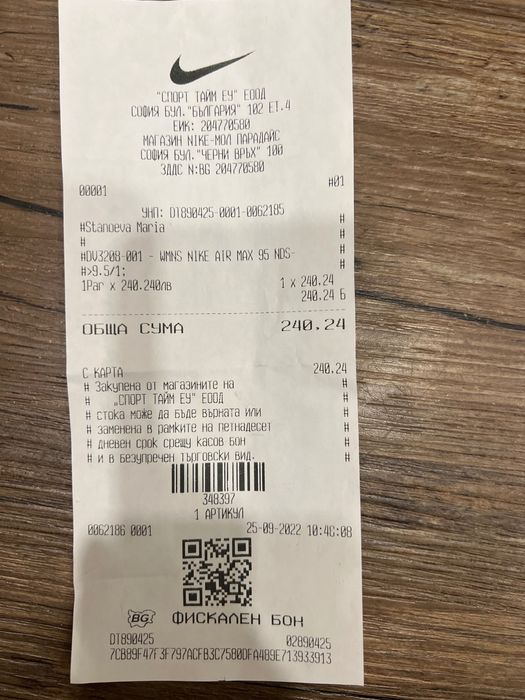 "СПОРТ ТАЙМ ЕУ" ЕООД
СОФИЯ БУЛ."БЪЛГАРИЯ" 102 ЕТ.4
ЕИК: 204770580
МАГАЗИН NIKE-МОЛ ПАРАДАЙС
СОФИЯ БУЛ."ЧЕРНИ ВРЪХ" 100
ЗДДС N:BG 204770580
00001 #01
УНП: DT890425-0001-0062185
#Stanoeva Maria #
# #
#DV3208-001 - WMNS NIKE AIR MAX 95 NDS- #
#>9.5/1: #
1Par x 240.240лв 1 x 240.24
240.24 Б
ОБЩА СУМА 240.24
С КАРТА 240.24
# Закупена от магазините на #
# „СПОРТ ТАЙМ ЕУ" ЕООД #
# стока може да бъде върната или #
# заменена в рамките на петнадесет #
# дневен срок срещу касов бон #
# и в безупречен търговски вид. #
348397
1 АРТИКУЛ
0062186 0001 25-09-2022 10:40:08
BG ФИСКАЛЕН БОН
DT890425 02890425
7CB89F47F3F797ACFB3C7580DFA489E713933913